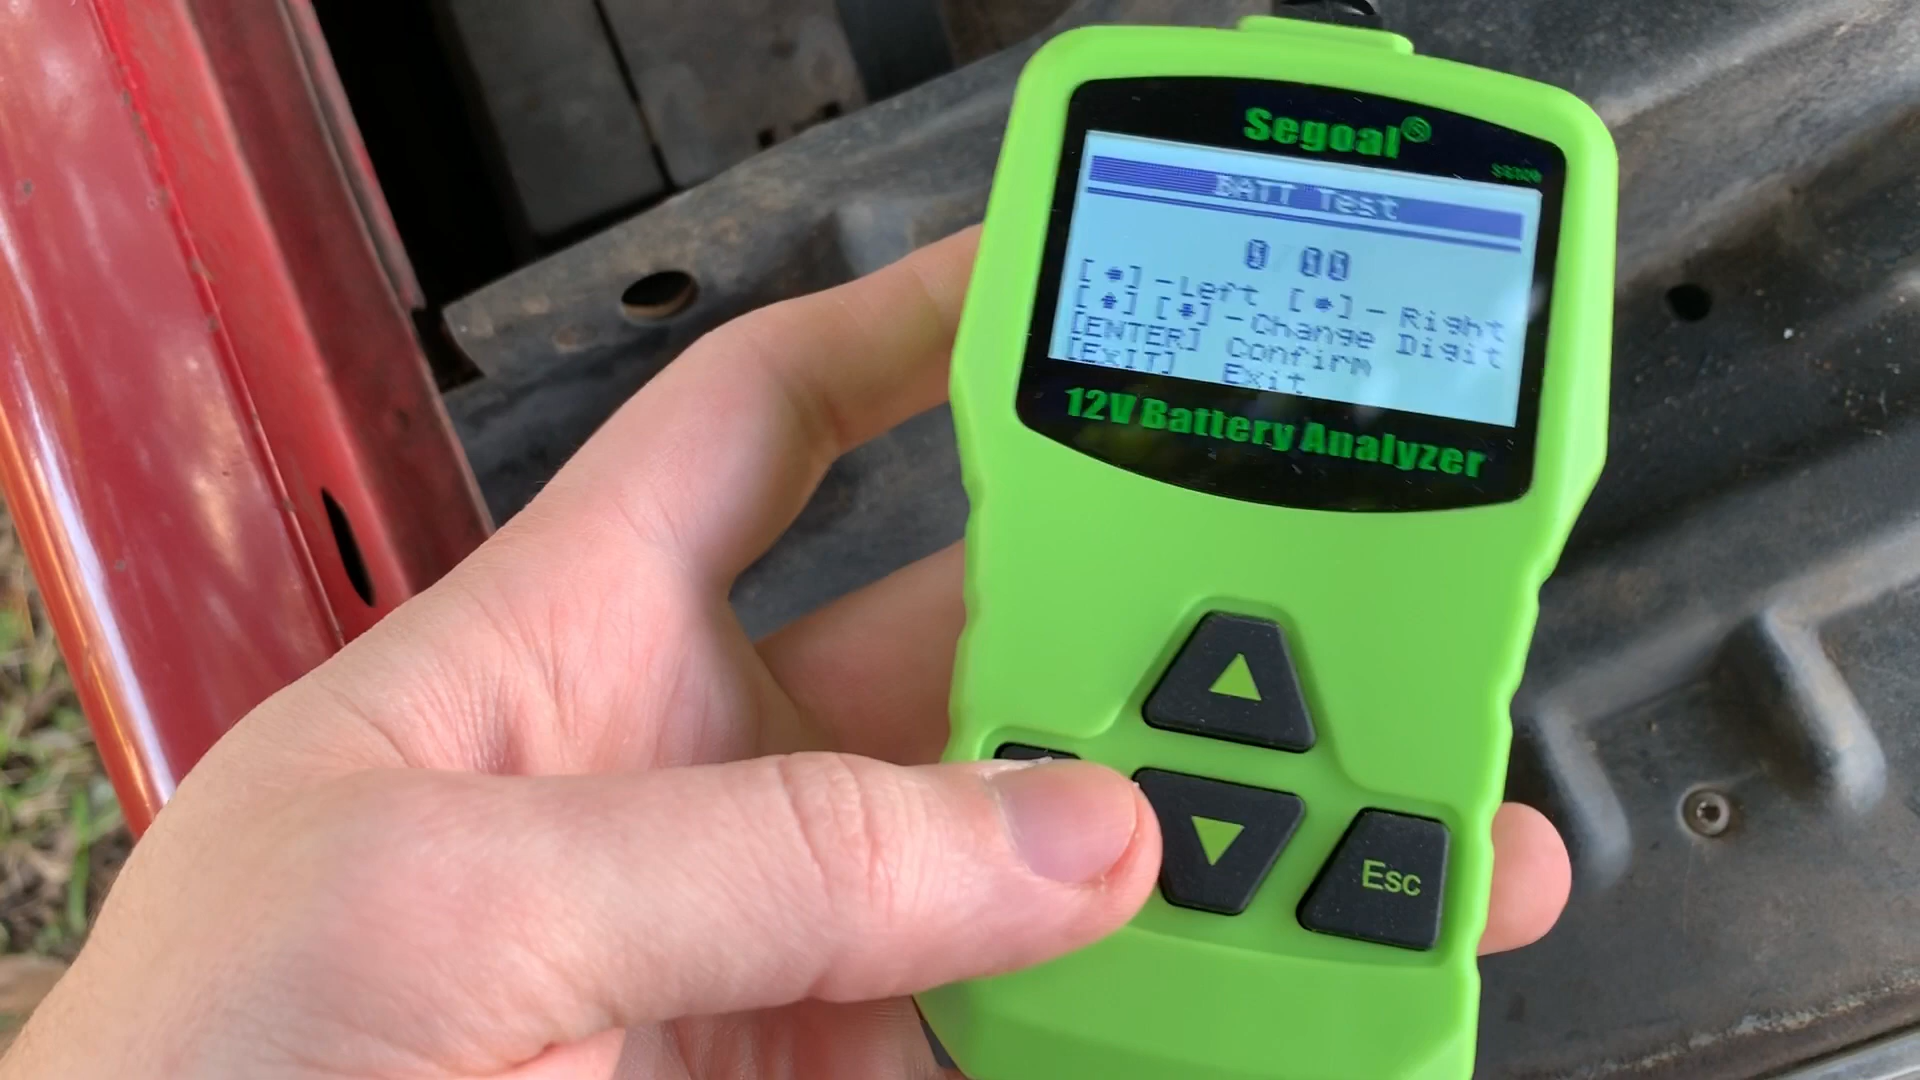 Segoal®
BATT Test
0 00
[ ] -Left [ ] - Right
[ ] [ ] -Change Digit
[ENTER] Confirm
[EXIT] Exit
12V Battery Analyzer
Esc